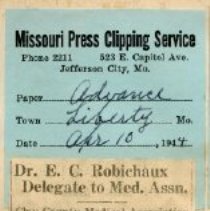 Missouri Press Clipping Service
Phone 2211 523 E. Capitol Ave.
Jefferson City, Mo.
Paper Advance
Town Liberty Mo.
Date Apr 10, 1944
Dr. E. C. Robichaux
Delegate to Med. Assn.